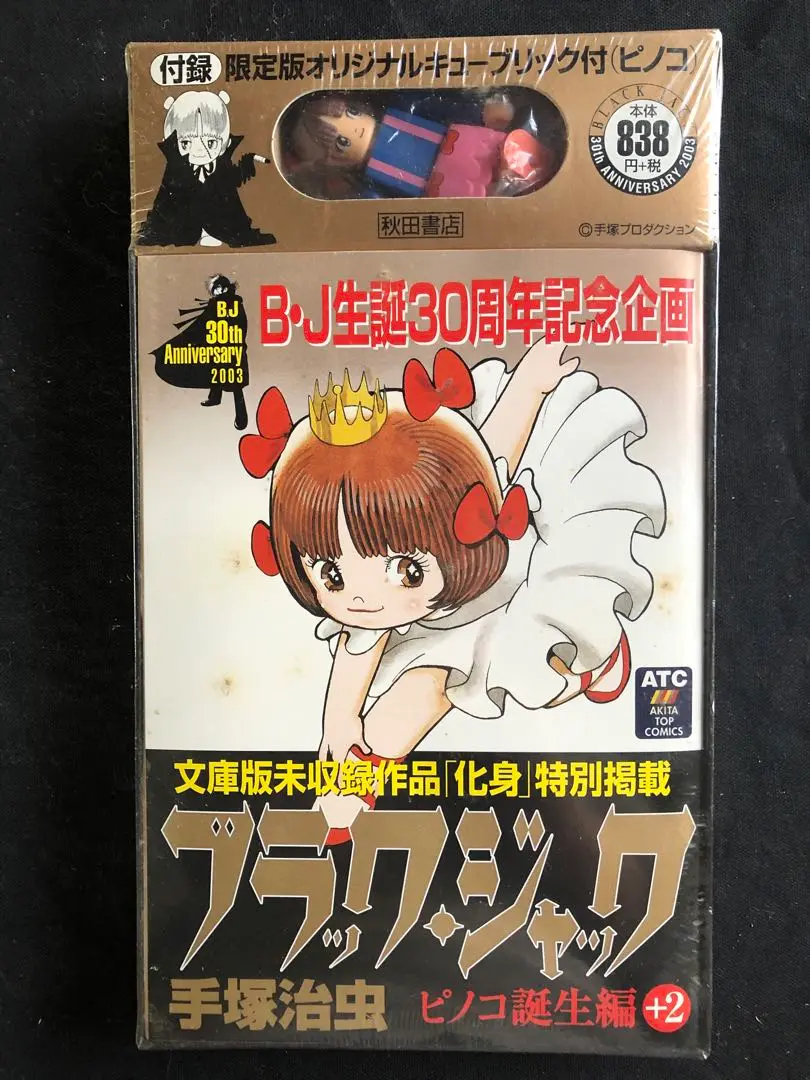 付録 限定版オリジナルキューブリック付(ピノコ)
BLACK JACK
本体
838
円+税
30th ANNIVERSARY 2003
秋田書店
©手塚プロダクション
B.J
30th
Anniversary
2003
B・J生誕30周年記念企画
ATC
AKITA
TOP
COMICS
文庫版未収録作品「化身」特別掲載
ブラック・ジャック
手塚治虫 ピノコ誕生編 +2